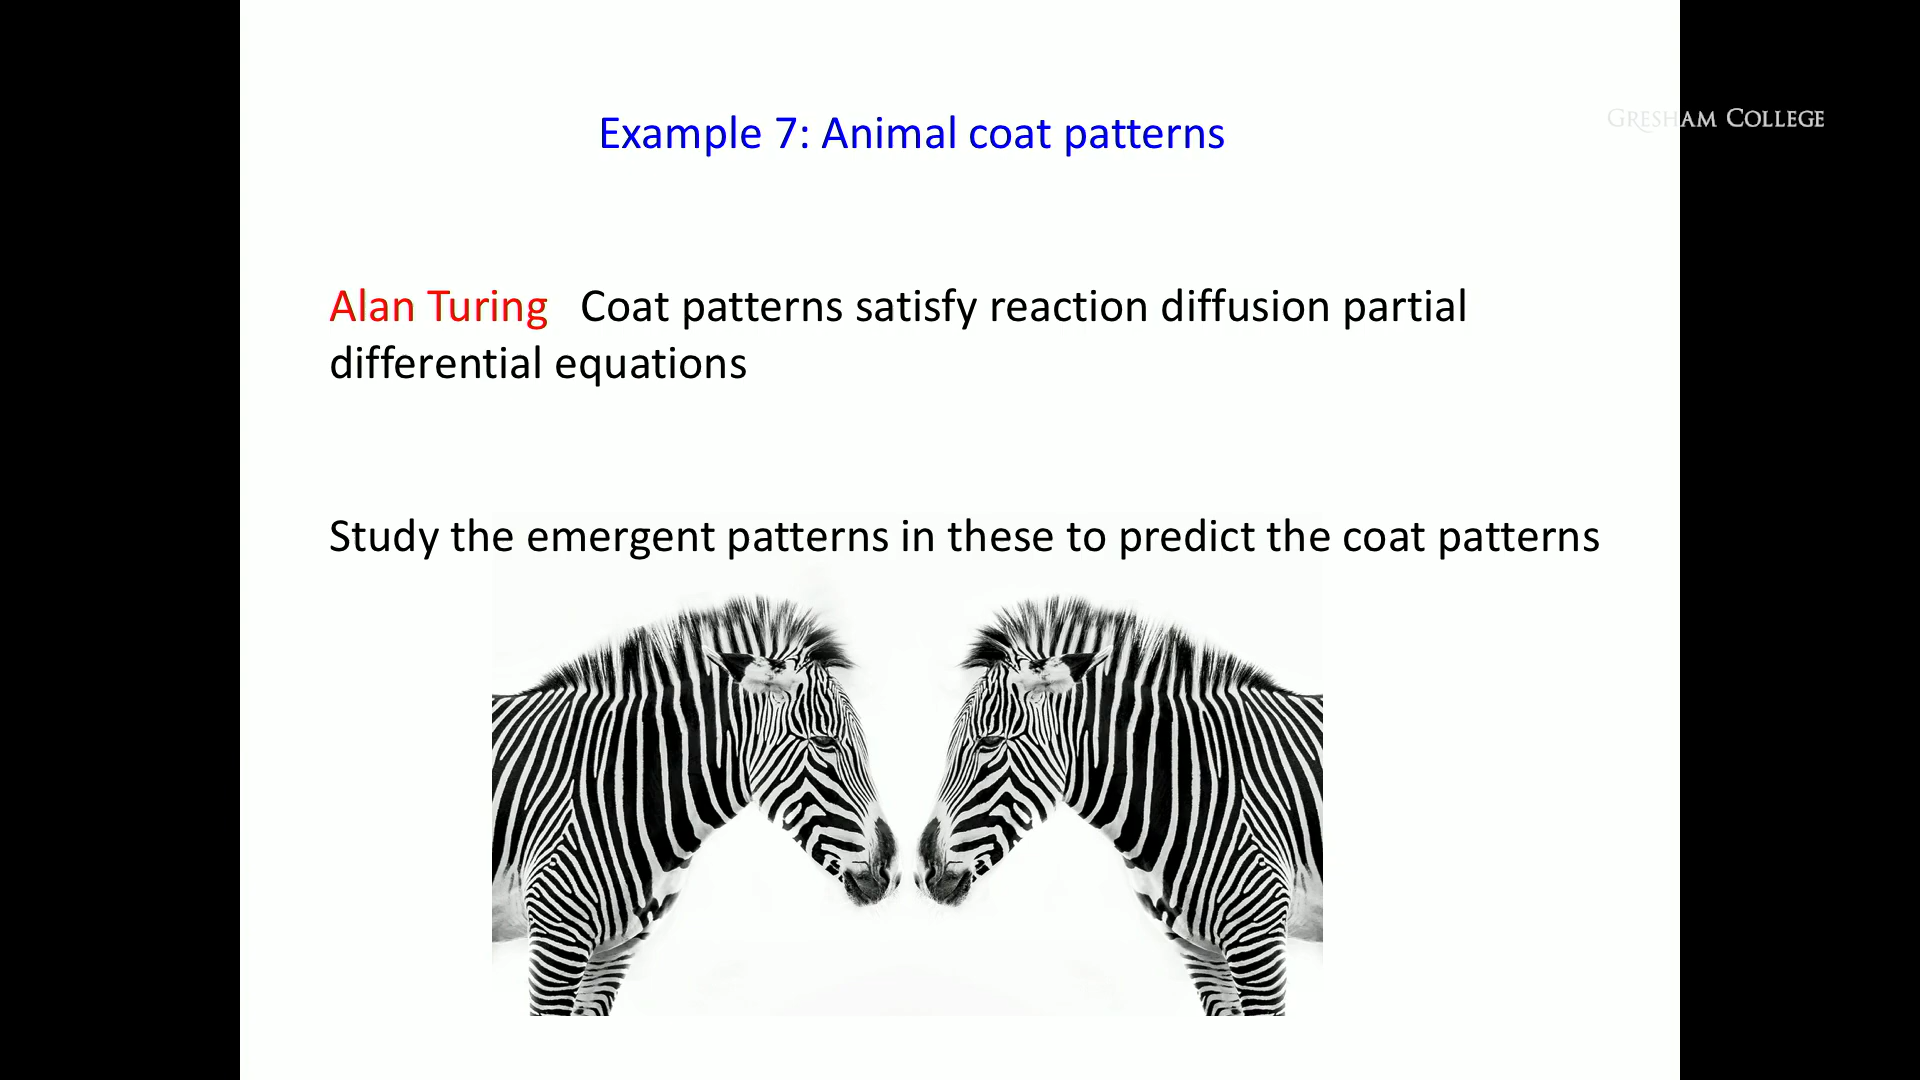 Example 7: Animal coat patterns
GRESHAM COLLEGE
Alan Turing Coat patterns satisfy reaction diffusion partial
differential equations
Study the emergent patterns in these to predict the coat patterns